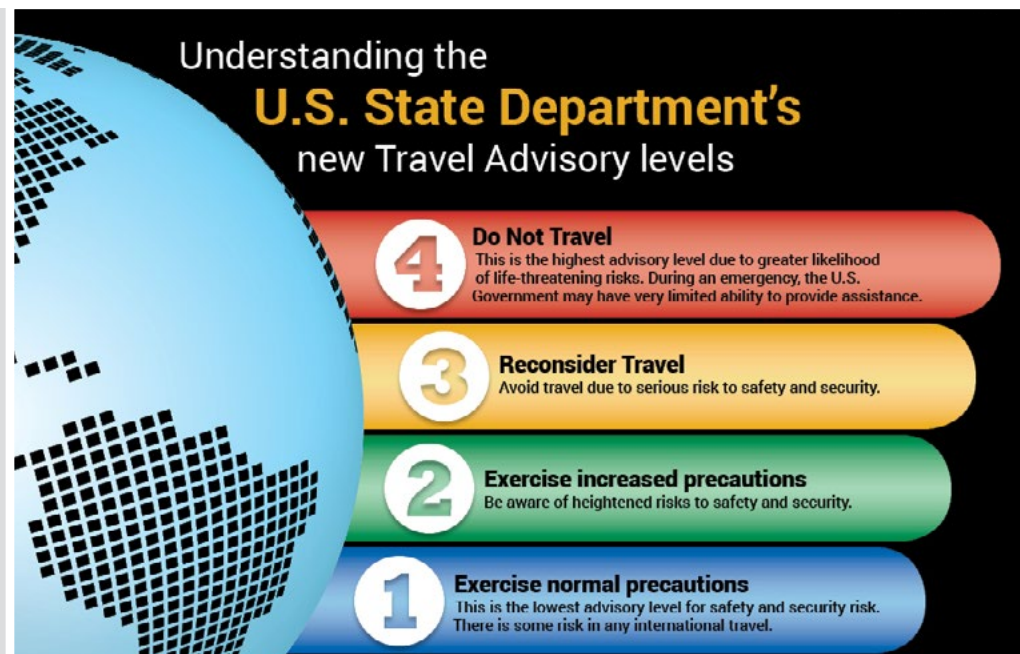 Understanding the
U.S. State Department's
new Travel Advisory levels
4
Do Not Travel
This is the highest advisory level due to greater likelihood
of life-threatening risks. During an emergency, the U.S.
Government may have very limited ability to provide assistance.
3
Reconsider Travel
Avoid travel due to serious risk to safety and security.
2
Exercise increased precautions
Be aware of heightened risks to safety and security.
1
Exercise normal precautions
This is the lowest advisory level for safety and security risk.
There is some risk in any international travel.